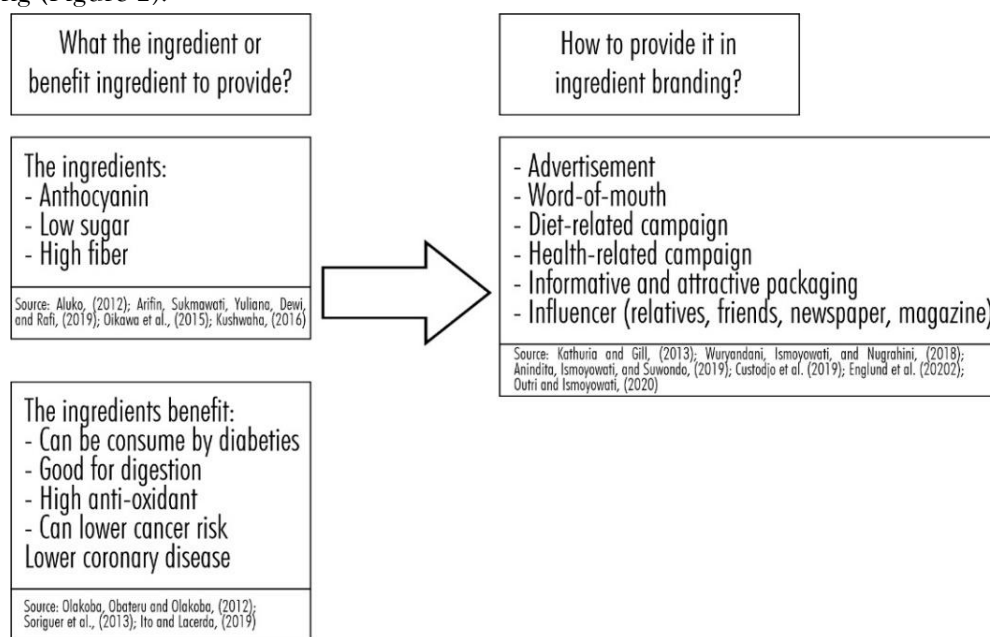 ng (Figure 2).
What the ingredient or
benefit ingredient to provide?
How to provide it in
ingredient branding?
The ingredients:
- Anthocyanin
- Low sugar
- High fiber
Source: Aluko, (2012); Arifin, Sukmawati, Yuliana, Dewi,
and Rafi, (2019); Oikawa et al., (2015); Kushwaha, (2016)
- Advertisement
- Word-of-mouth
- Diet-related campaign
- Health-related campaign
- Informative and attractive packaging
- Influencer (relatives, friends, newspaper, magazine)
Source: Kathuria and Gill, (2013); Wuryandani, Ismoyowati, and Nugrahini, (2018);
Anindita, Ismoyowati, and Suwondo, (2019); Custodjo et al. (2019); Englund et al. (20202);
Outri and Ismoyowati, (2020)
The ingredients benefit:
- Can be consume by diabeties
- Good for digestion
- High anti-oxidant
- Can lower cancer risk
Lower coronary disease
Source: Olakoba, Obateru and Olakoba, (2012);
Soriguer et al., (2013); Ito and Lacerda, (2019)